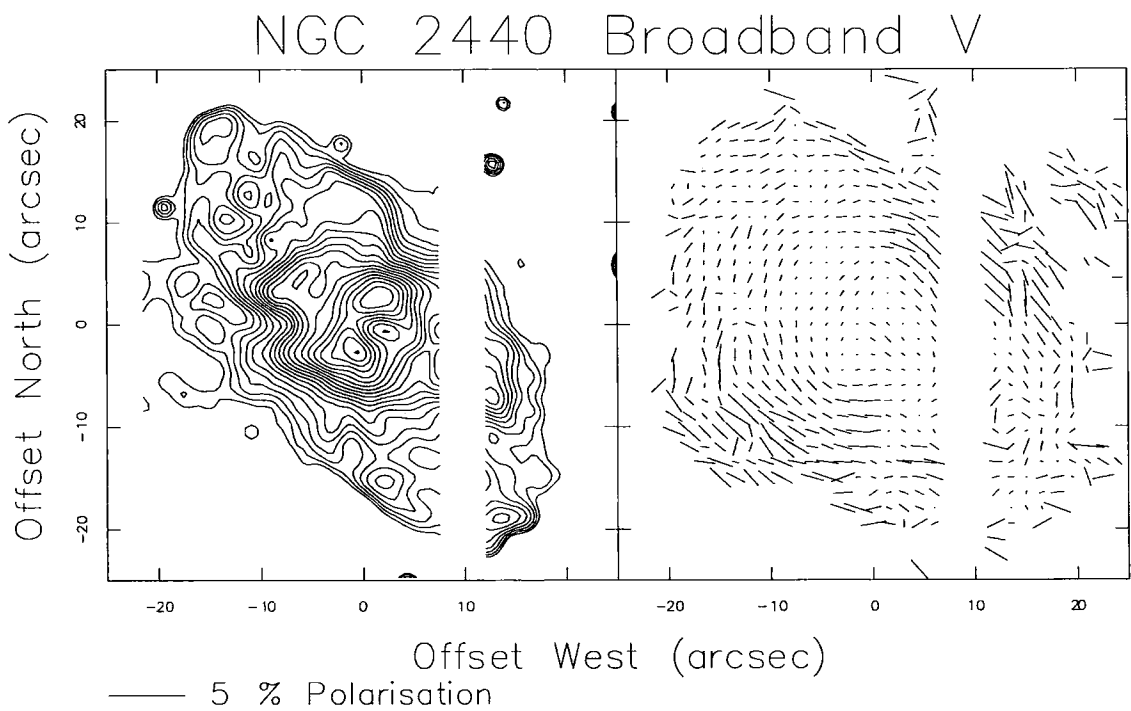 NGC 2440 Broadband V
Offset North (arcsec)
20
10
0
-10
-20
-20 -10 0 10
-20 -10 0 10 20
Offset West (arcsec)
5 % Polarisation